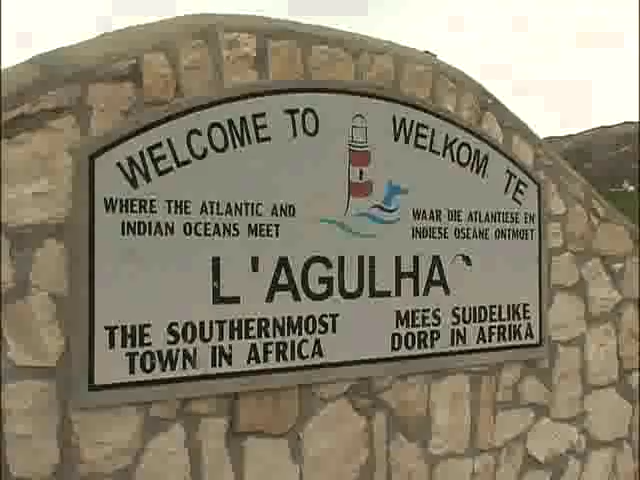 WELCOME TO
WELKOM TE
WHERE THE ATLANTIC AND
INDIAN OCEANS MEET
WAAR DIE ATLANTIESE EN
INDIESE OSEANE ONTMOET
L'AGULHA
THE SOUTHERNMOST
TOWN IN AFRICA
MEES SUIDELIKE
DORP IN AFRIKA